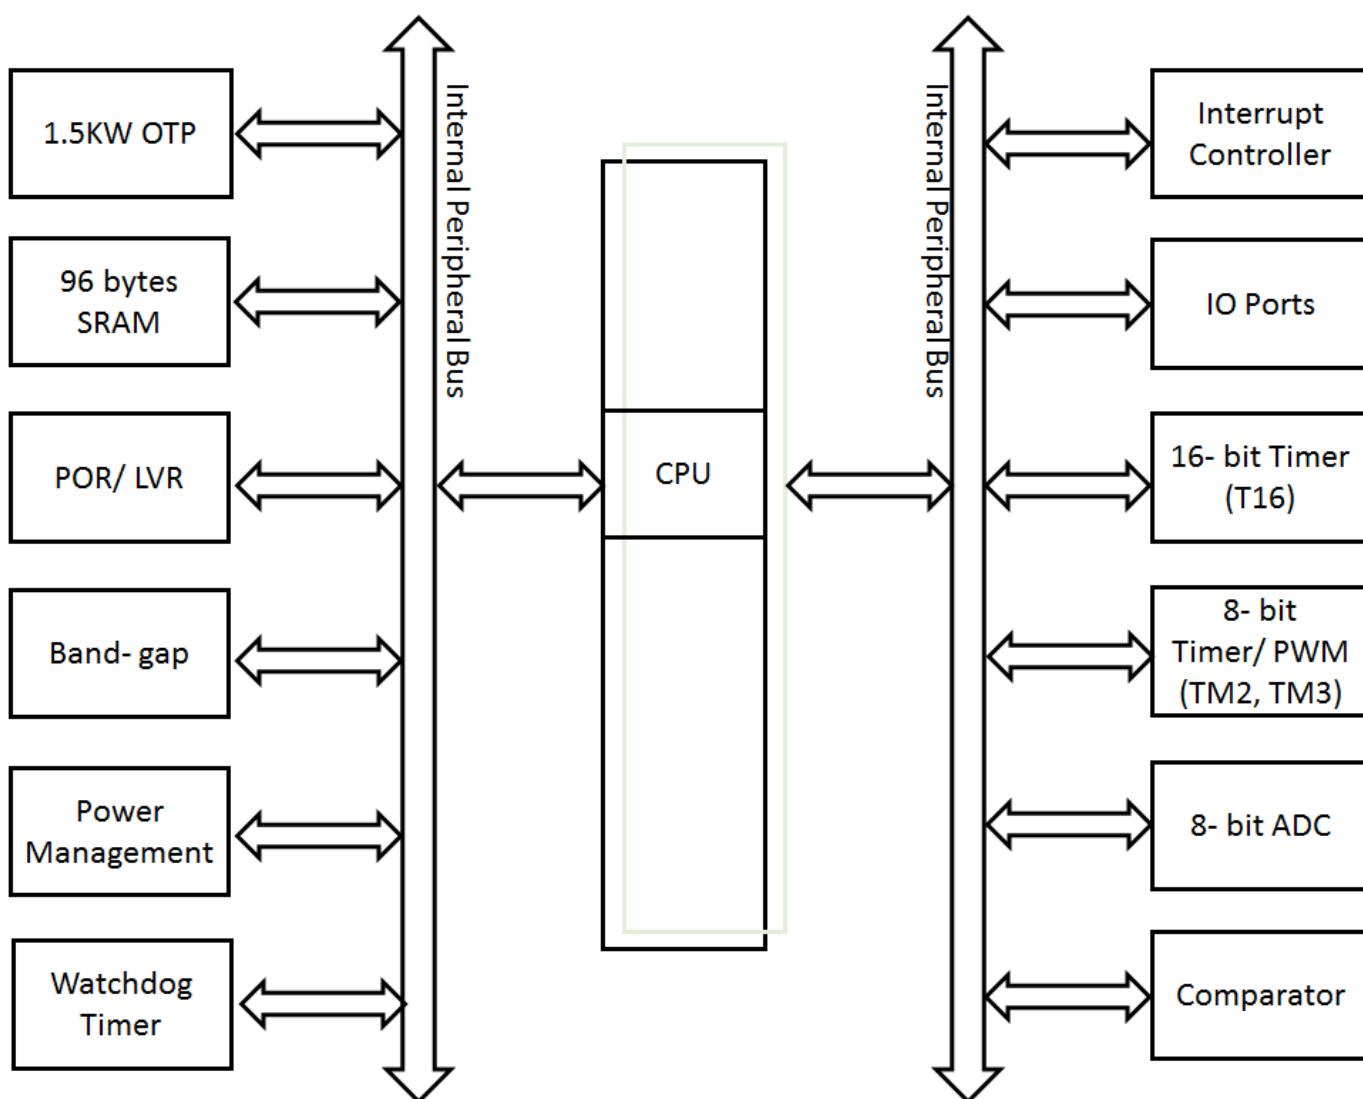 1.5KW OTP
96 bytes
SRAM
POR/ LVR
Band- gap
Power
Management
Watchdog
Timer
Internal Peripheral Bus
CPU
Internal Peripheral Bus
Interrupt
Controller
IO Ports
16- bit Timer
(T16)
8- bit
Timer/ PWM
(TM2, TM3)
8- bit ADC
Comparator